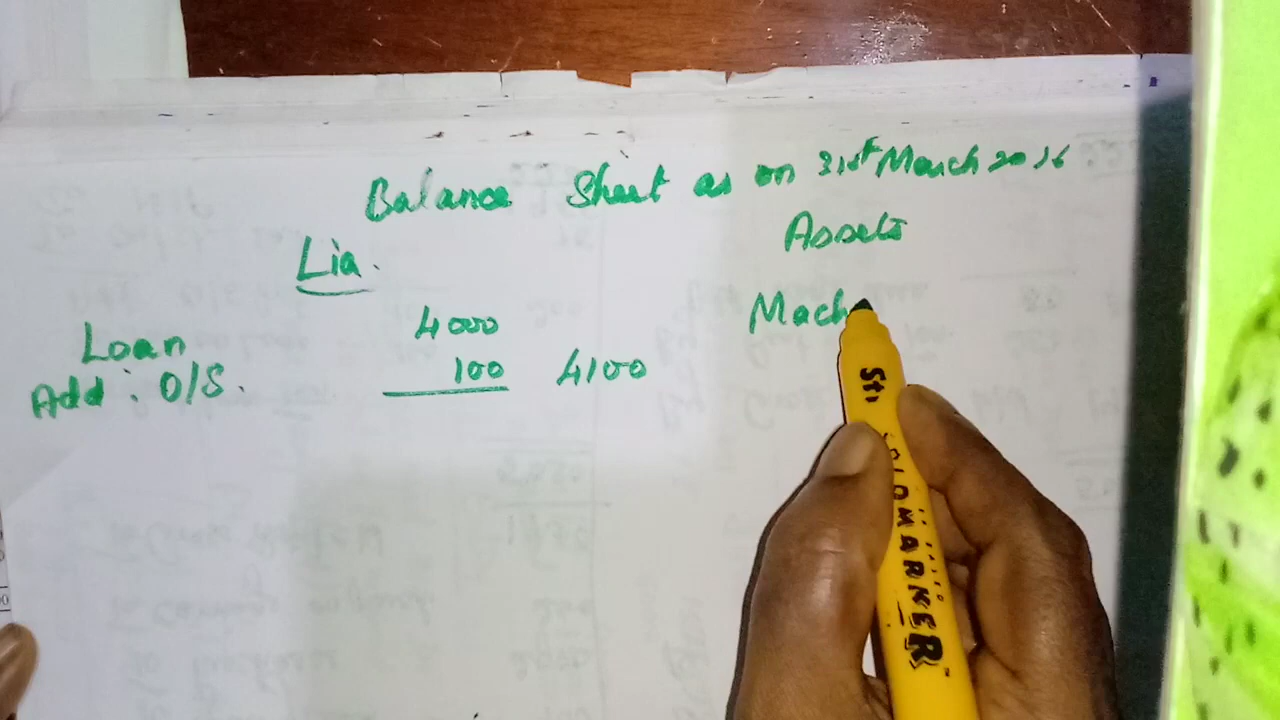 Balance Sheet as on 31st March 2016
Lia.
Assets
Loan 4000
Add : O/S. 100 4100
Mach